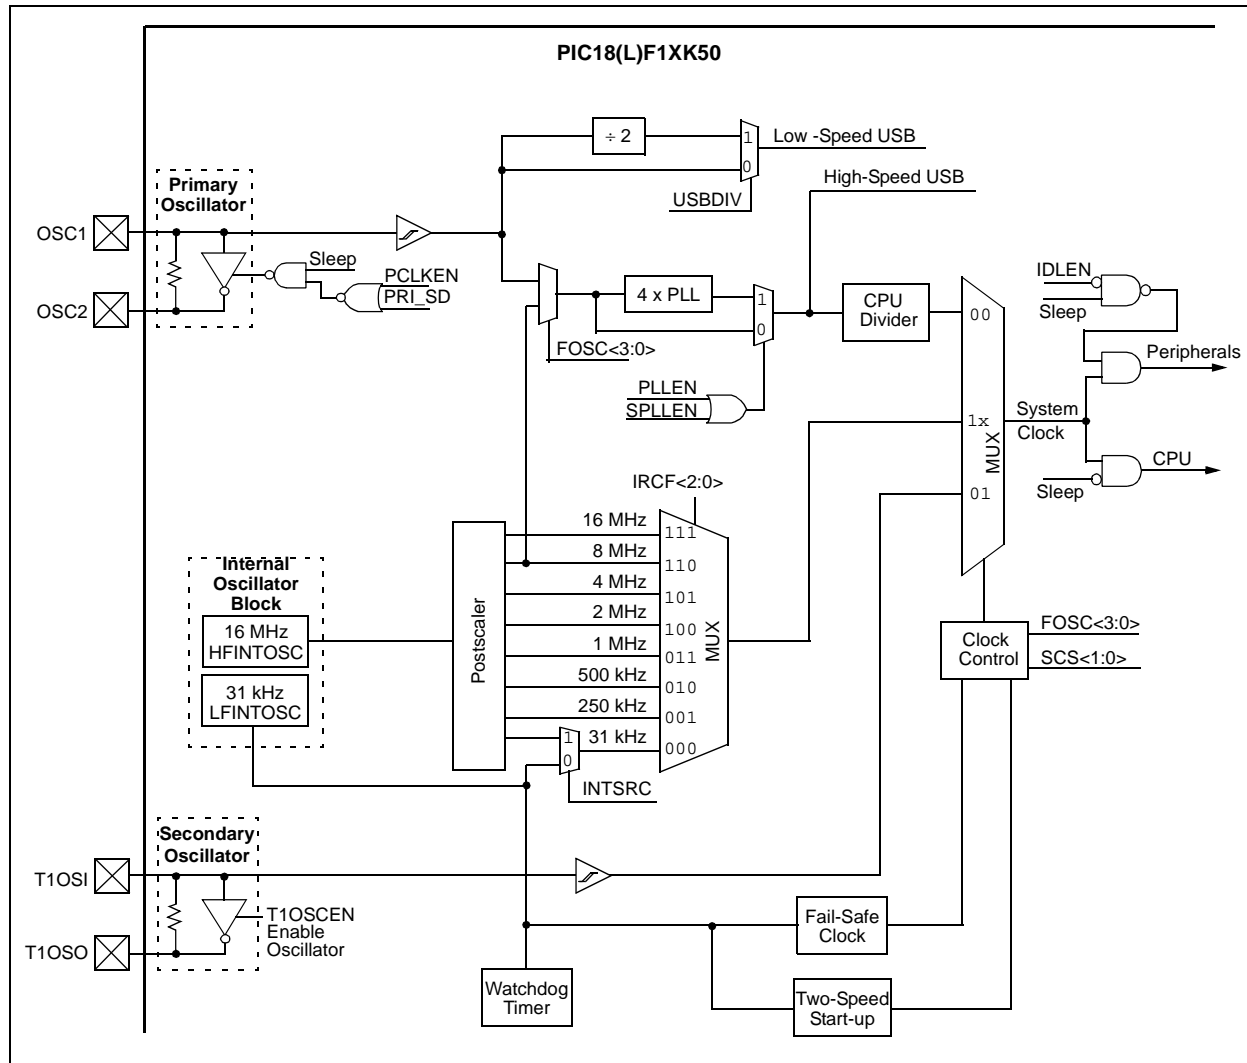 PIC18(L)F1XK50
÷ 2
1
0
Low -Speed USB
USBDIV
High-Speed USB
Primary
Oscillator
OSC1
OSC2
Sleep
PCLKEN
PRI_SD
4 x PLL
1
0
FOSC<3:0>
PLLEN
SPLLEN
CPU
Divider
00
1x
01
MUX
IDLEN
Sleep
Peripherals
System
Clock
CPU
Sleep
IRCF<2:0>
Internal
Oscillator
Block
16 MHz
HFINTOSC
31 kHz
LFINTOSC
Postscaler
16 MHz
8 MHz
4 MHz
2 MHz
1 MHz
500 kHz
250 kHz
31 kHz
1
0
INTSRC
111
110
101
100
011
010
001
000
MUX
Clock
Control
FOSC<3:0>
SCS<1:0>
Secondary
Oscillator
T1OSI
T1OSO
T1OSCEN
Enable
Oscillator
Fail-Safe
Clock
Watchdog
Timer
Two-Speed
Start-up